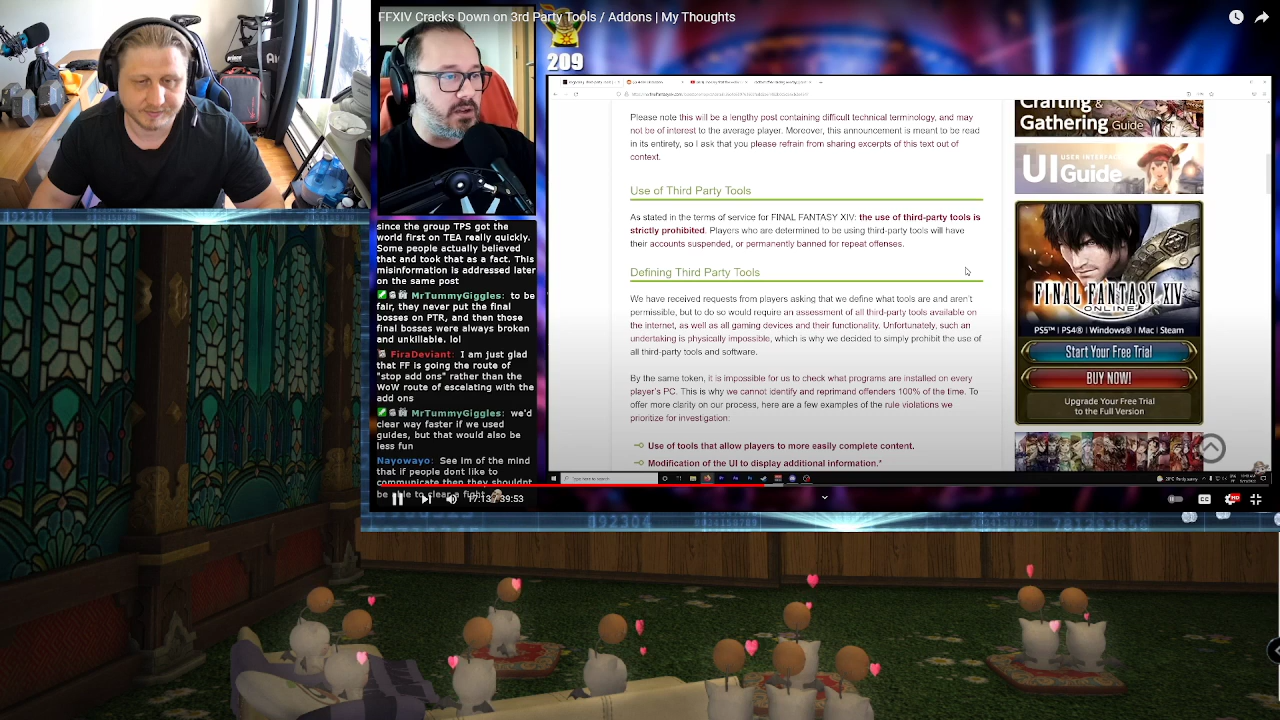 FFXIV Cracks Down on 3rd Party Tools / Addons | My Thoughts
209
since the group TPS got the
world first on TEA really quickly.
Some people actually believed
that and took that as a fact. This
misinformation is addressed later
on the same post
MrTummyGiggles: to be
fair, they never put the final
bosses on PTR, and then those
final bosses were always broken
and unkillable. lol
FiraDeviant: I am just glad
that FF is going the route of
"stop add ons" rather than the
WoW route of escelating with the
add ons
MrTummyGiggles: we'd
clear way faster if we used
guides, but that would also be
less fun
Nayowayo: See im of the mind
that if people dont like to
communicate then they shouldnt
be able to clear a fight
Please note this will be a lengthy post containing difficult technical terminology, and may
not be of interest to the average player. Moreover, this announcement is meant to be read
in its entirety, so I ask that you please refrain from sharing excerpts of this text out of
context.
Use of Third Party Tools
As stated in the terms of service for FINAL FANTASY XIV: the use of third-party tools is
strictly prohibited. Players who are determined to be using third-party tools will have
their accounts suspended, or permanently banned for repeat offenses.
Defining Third Party Tools
We have received requests from players asking that we define what tools are and aren't
permissible, but to do so would require an assessment of all third-party tools available on
the internet, as well as all gaming devices and their functionality. Unfortunately, such an
undertaking is physically impossible, which is why we decided to simply prohibit the use of
all third-party tools and software.
By the same token, it is impossible for us to check what programs are installed on every
player's PC. This is why we cannot identify and reprimand offenders 100% of the time. To
offer more clarity on our process, here are a few examples of the rule violations we
prioritize for investigation:
Use of tools that allow players to more easily complete content.
Modification of the UI to display additional information.*
Crafting &
Gathering Guide
UI USER INTERFACE
Guide
FINAL FANTASY XIV
ONLINE
PS5™ | PS4® | Windows® | Mac | Steam
Start Your Free Trial
BUY NOW!
Upgrade Your Free Trial
to the Full Version
Type here to search
39:53
CC
HD
892304
892304
781293656